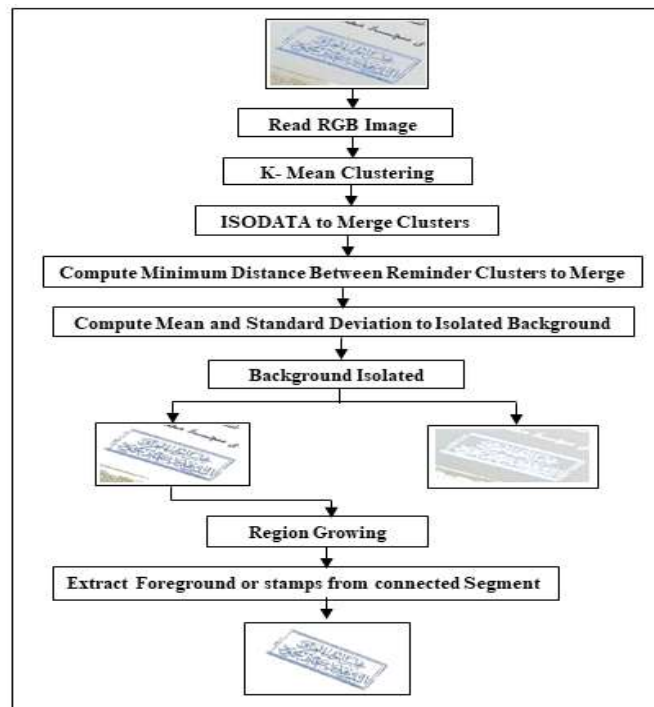 Read RGB Image
K- Mean Clustering
ISODATA to Merge Clusters
Compute Minimum Distance Between Reminder Clusters to Merge
Compute Mean and Standard Deviation to Isolated Background
Background Isolated
Region Growing
Extract Foreground or stamps from connected Segment